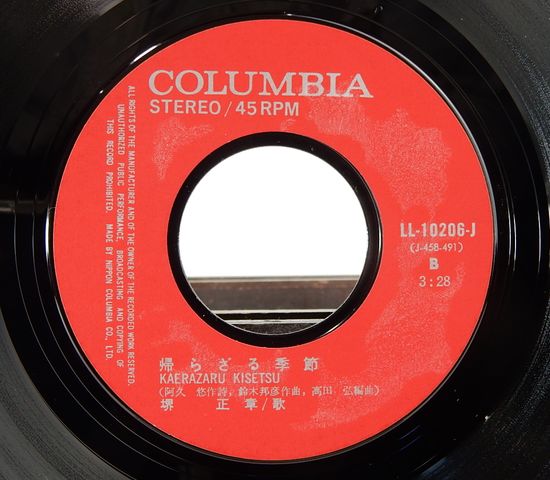 COLUMBIA
STEREO / 45 RPM
ALL RIGHTS OF THE MANUFACTURER AND OF THE OWNER OF THE RECORDED WORK RESERVED.
UNAUTHORIZED PUBLIC PERFORMANCE, BROADCASTING AND COPYING OF
THIS RECORD PROHIBITED. MADE BY NIPPON COLUMBIA CO., LTD.
LL-10206-J
(J-458-491)
B
3:28
帰らざる季節
KAERAZARU KISETSU
(阿久 悠作詩, 鈴木邦彦作曲, 高田 弘編曲)
堺 正章/歌